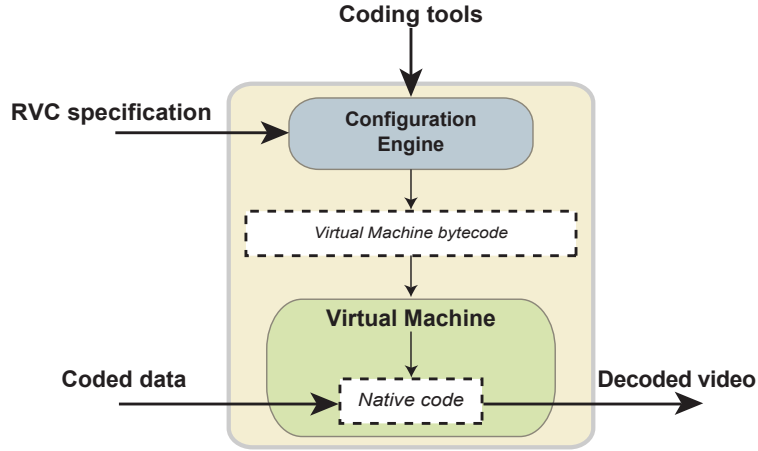 Coding tools
RVC specification
Configuration
Engine
Virtual Machine bytecode
Virtual Machine
Coded data
Native code
Decoded video